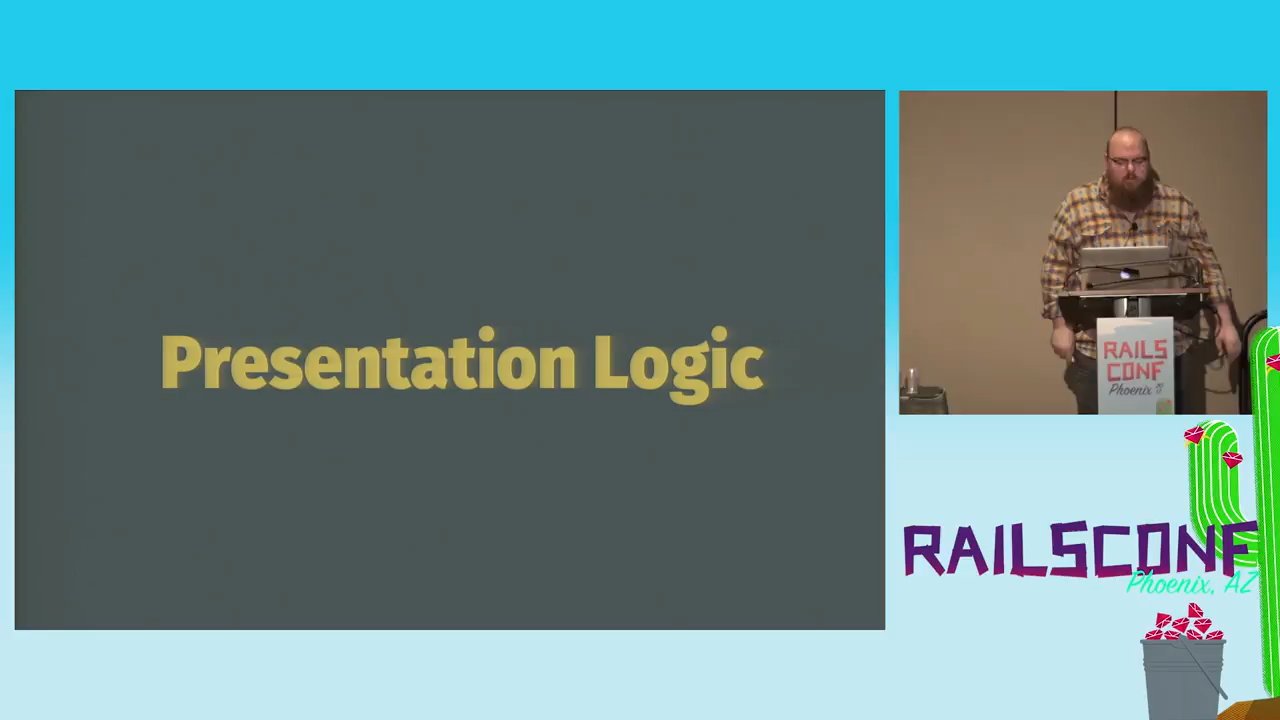 Presentation Logic
RAILS
CONF
Phoenix
RAILSCONF
Phoenix, AZ